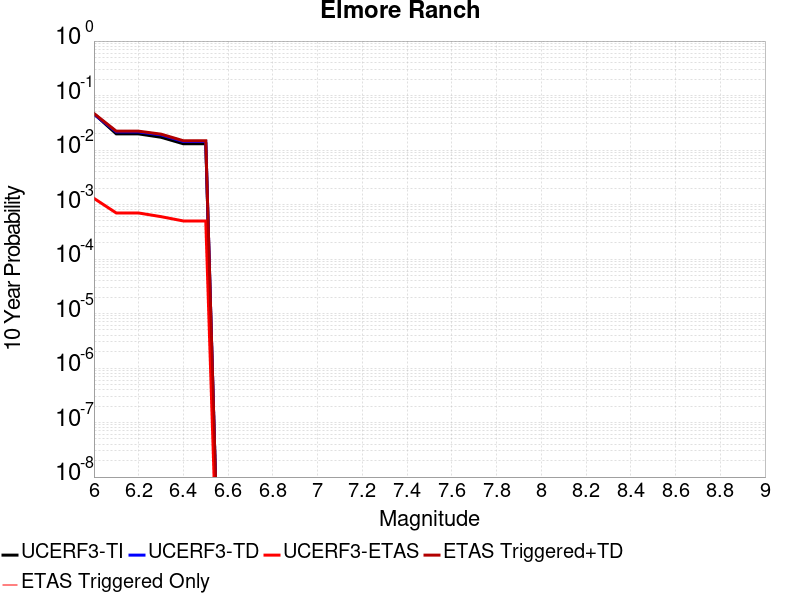 Elmore Ranch
10^0
10^-1
10^-2
10^-3
10^-4
10^-5
10^-6
10^-7
10^-8
10 Year Probability
6 6.2 6.4 6.6 6.8 7 7.2 7.4 7.6 7.8 8 8.2 8.4 8.6 8.8 9
Magnitude
UCERF3-TI UCERF3-TD UCERF3-ETAS ETAS Triggered+TD
ETAS Triggered Only